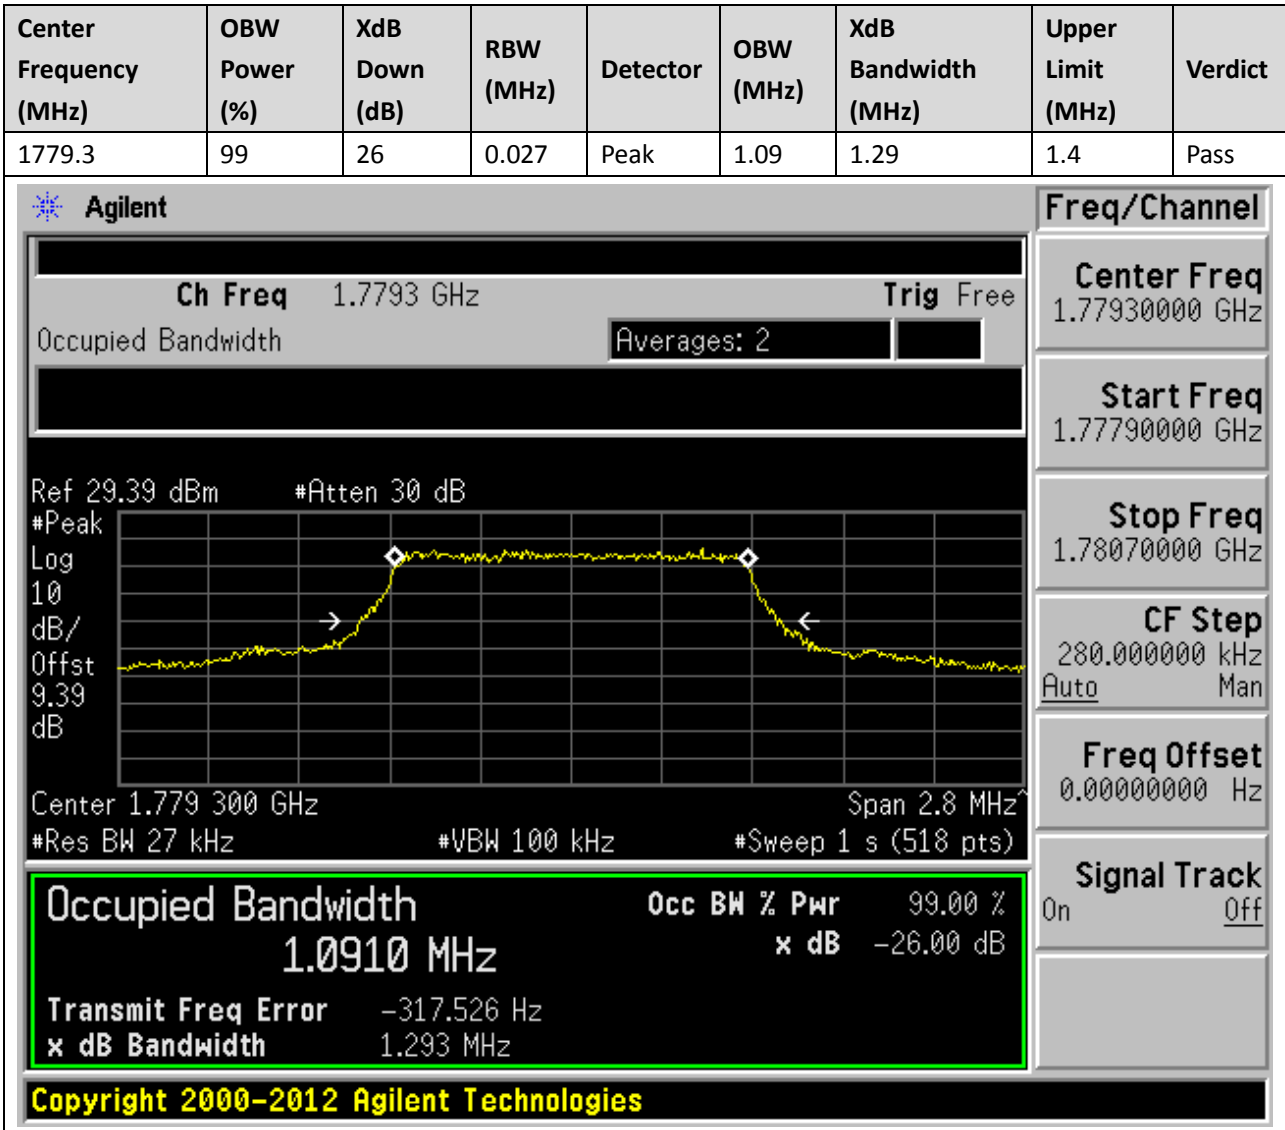 Center Frequency (MHz) OBW Power (%) XdB Down (dB) RBW (MHz) Detector OBW (MHz) XdB Bandwidth (MHz) Upper Limit (MHz) Verdict
1779.3 99 26 0.027 Peak 1.09 1.29 1.4 Pass
Agilent
Freq/Channel
Ch Freq 1.7793 GHz Trig Free
Occupied Bandwidth Averages: 2
Center Freq
1.77930000 GHz
Start Freq
1.77790000 GHz
Stop Freq
1.78070000 GHz
CF Step
280.000000 kHz
Auto Man
Freq Offset
0.00000000 Hz
Signal Track
On Off
Ref 29.39 dBm #Atten 30 dB
#Peak
Log
10
dB/
Offst
9.39
dB
Center 1.779 300 GHz Span 2.8 MHz^
#Res BW 27 kHz #VBW 100 kHz #Sweep 1 s (518 pts)
Occupied Bandwidth
1.0910 MHz
Occ BW % Pwr 99.00 %
x dB -26.00 dB
Transmit Freq Error -317.526 Hz
x dB Bandwidth 1.293 MHz
Copyright 2000-2012 Agilent Technologies